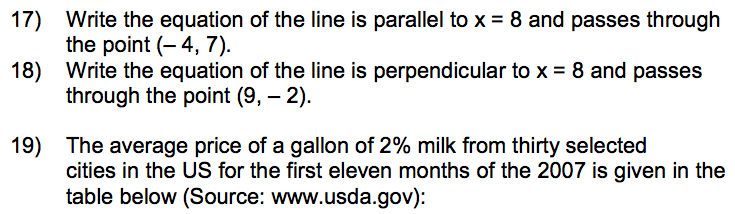 17) Write the equation of the line is parallel to x = 8 and passes through
the point (– 4, 7).
18) Write the equation of the line is perpendicular to x = 8 and passes
through the point (9, – 2).
19) The average price of a gallon of 2% milk from thirty selected
cities in the US for the first eleven months of the 2007 is given in the
table below (Source: www.usda.gov):